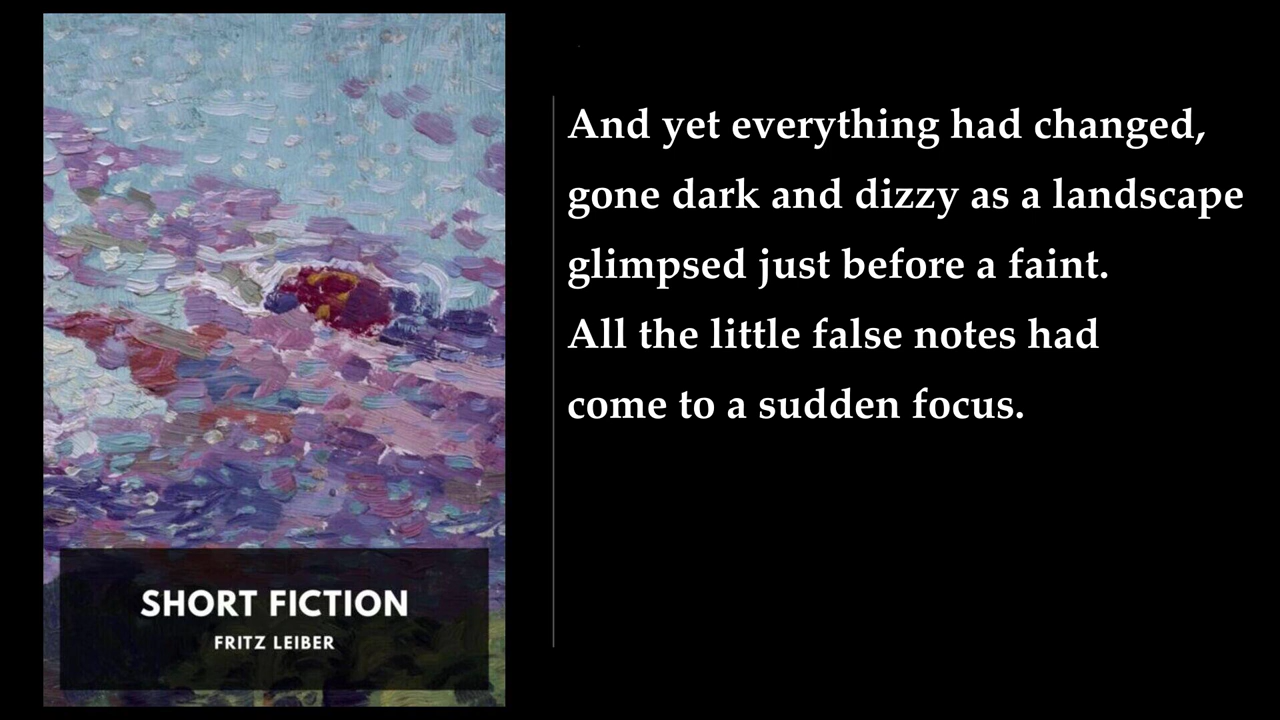 And yet everything had changed,
gone dark and dizzy as a landscape
glimpsed just before a faint.
All the little false notes had
come to a sudden focus.
SHORT FICTION
FRITZ LEIBER